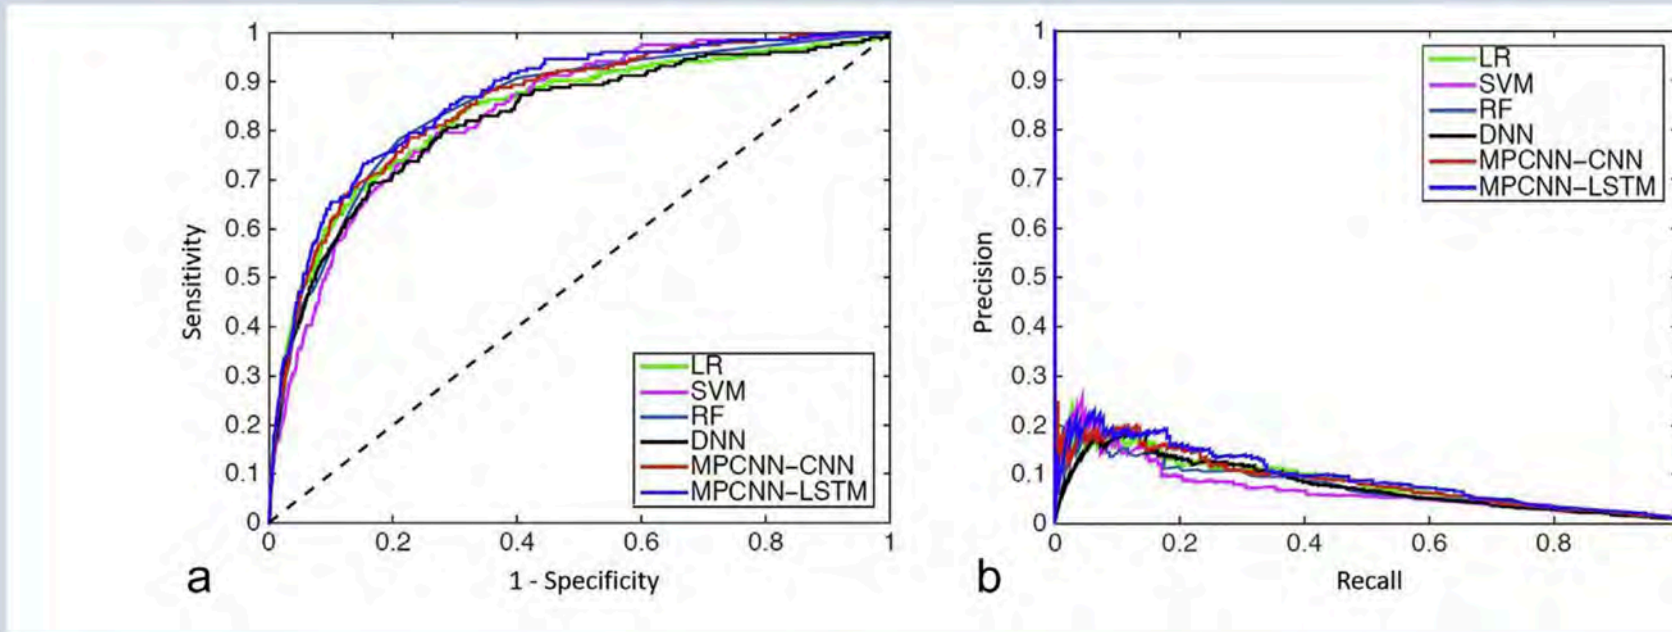 1
0.9
0.8
0.7
0.6
0.5
0.4
0.3
0.2
0.1
0
Sensitivity
LR
SVM
RF
DNN
MPCNN-CNN
MPCNN-LSTM
0 0.2 0.4 0.6 0.8 1
1 - Specificity
a
1
0.9
0.8
0.7
0.6
0.5
0.4
0.3
0.2
0.1
0
Precision
LR
SVM
RF
DNN
MPCNN-CNN
MPCNN-LSTM
0 0.2 0.4 0.6 0.8
Recall
b